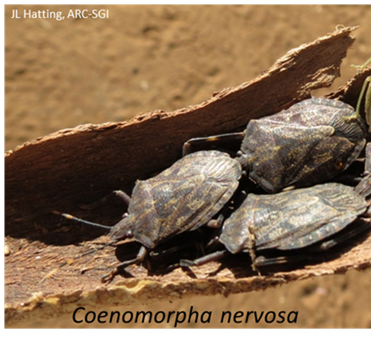 JL Hatting, ARC-SGI
Coenomorpha nervosa